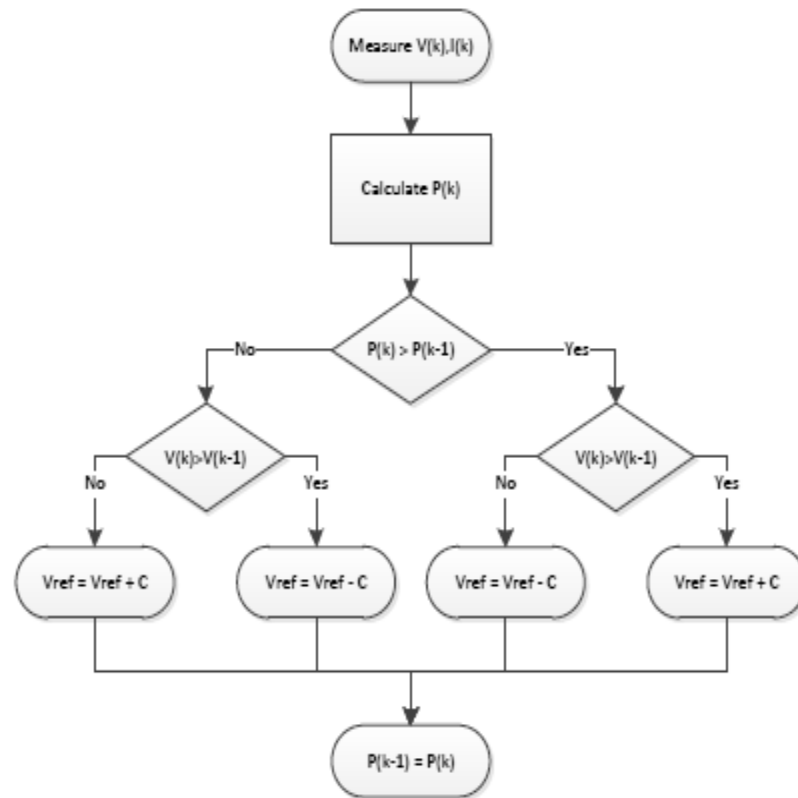 Measure V(k),I(k)
Calculate P(k)
P(k) > P(k-1)
No
Yes
V(k)>V(k-1)
V(k)>V(k-1)
No
Yes
No
Yes
Vref = Vref + C
Vref = Vref - C
Vref = Vref - C
Vref = Vref + C
P(k-1) = P(k)